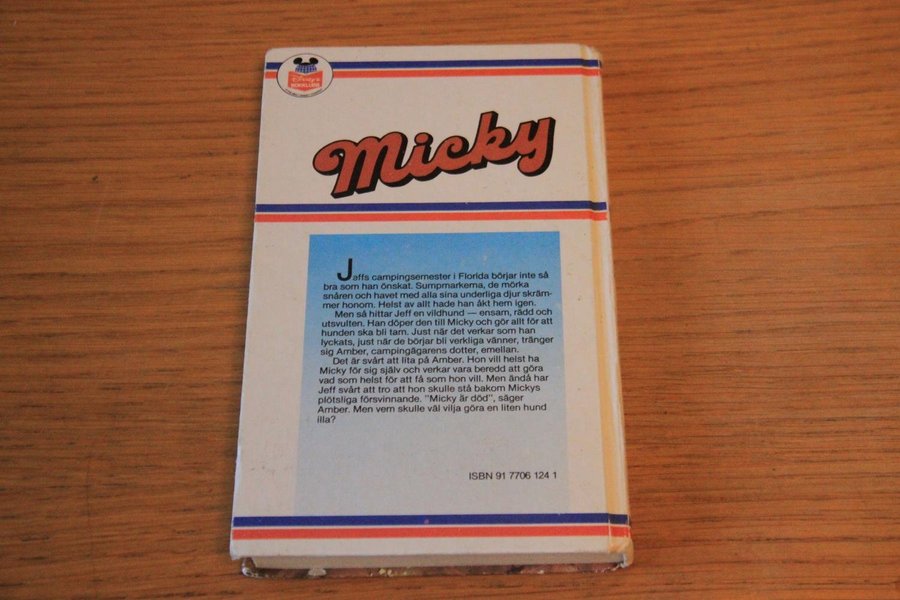 Disney's
BOKKLUBB
Micky
Jeffs campingsemester i Florida börjar inte så
bra som han önskat. Sumpmarkerna, de mörka
snåren och havet med alla sina underliga djur skräm-
mer honom. Helst av allt hade han åkt hem igen.
Men så hittar Jeff en vildhund — ensam, rädd och
utsvulten. Han döper den till Micky och gör allt för att
hunden ska bli tam. Just när det verkar som han
lyckats, just när de börjar bli verkliga vänner, tränger
sig Amber, campingägarens dotter, emellan.
Det är svårt att lita på Amber. Hon vill helst ha
Micky för sig själv och verkar vara beredd att göra
vad som helst för att få som hon vill. Men ändå har
Jeff svårt att tro att hon skulle stå bakom Mickys
plötsliga försvinnande. "Micky är död", säger
Amber. Men vem skulle väl vilja göra en liten hund
illa?
ISBN 91 7706 124 1